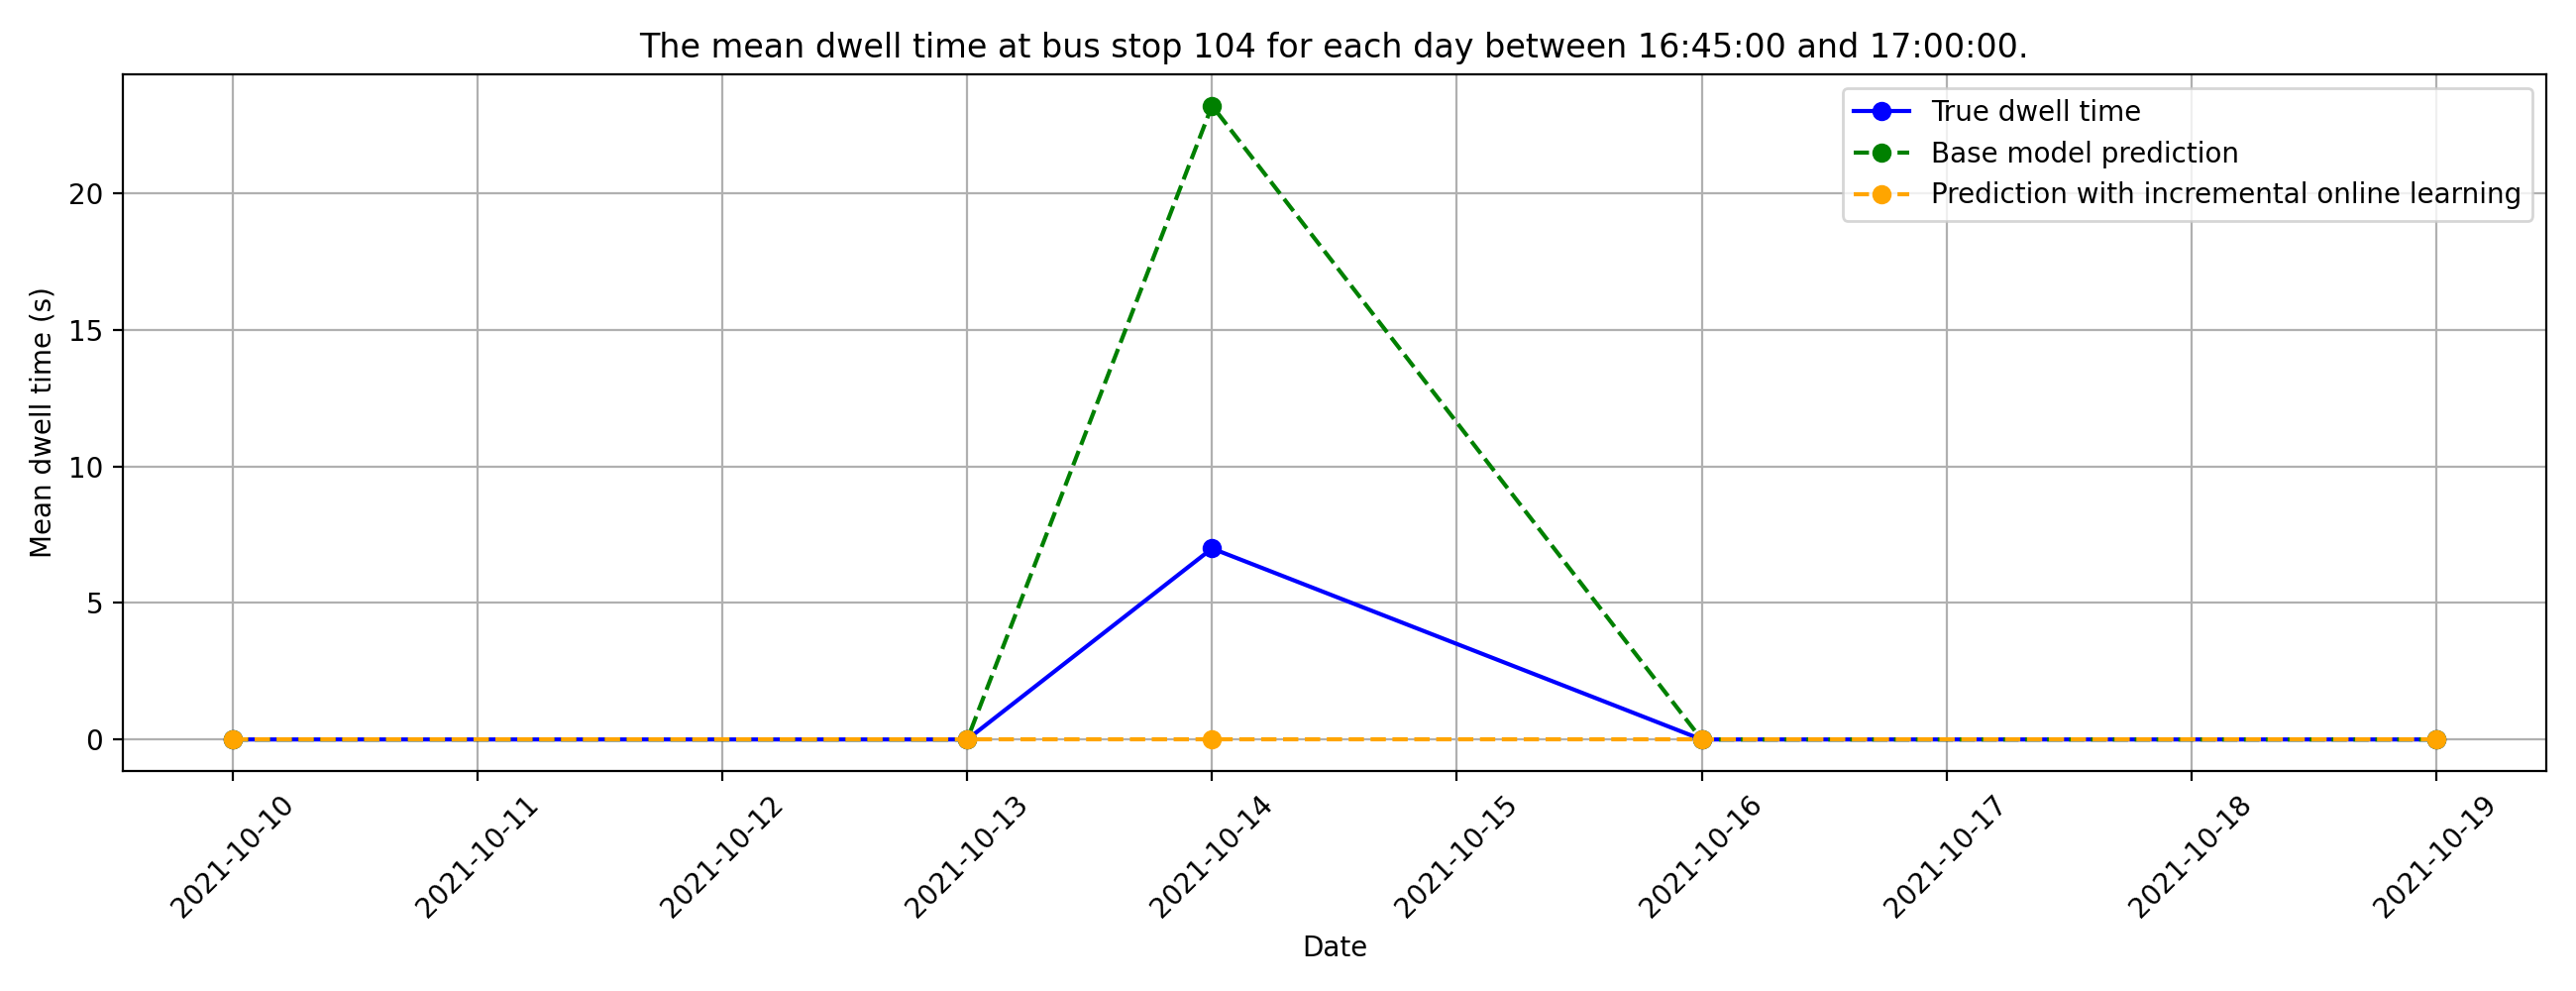 The mean dwell time at bus stop 104 for each day between 16:45:00 and 17:00:00.
True dwell time
Base model prediction
Prediction with incremental online learning
Mean dwell time (s)
20
15
10
5
0
2021-10-10
2021-10-11
2021-10-12
2021-10-13
2021-10-14
2021-10-15
2021-10-16
2021-10-17
2021-10-18
2021-10-19
Date